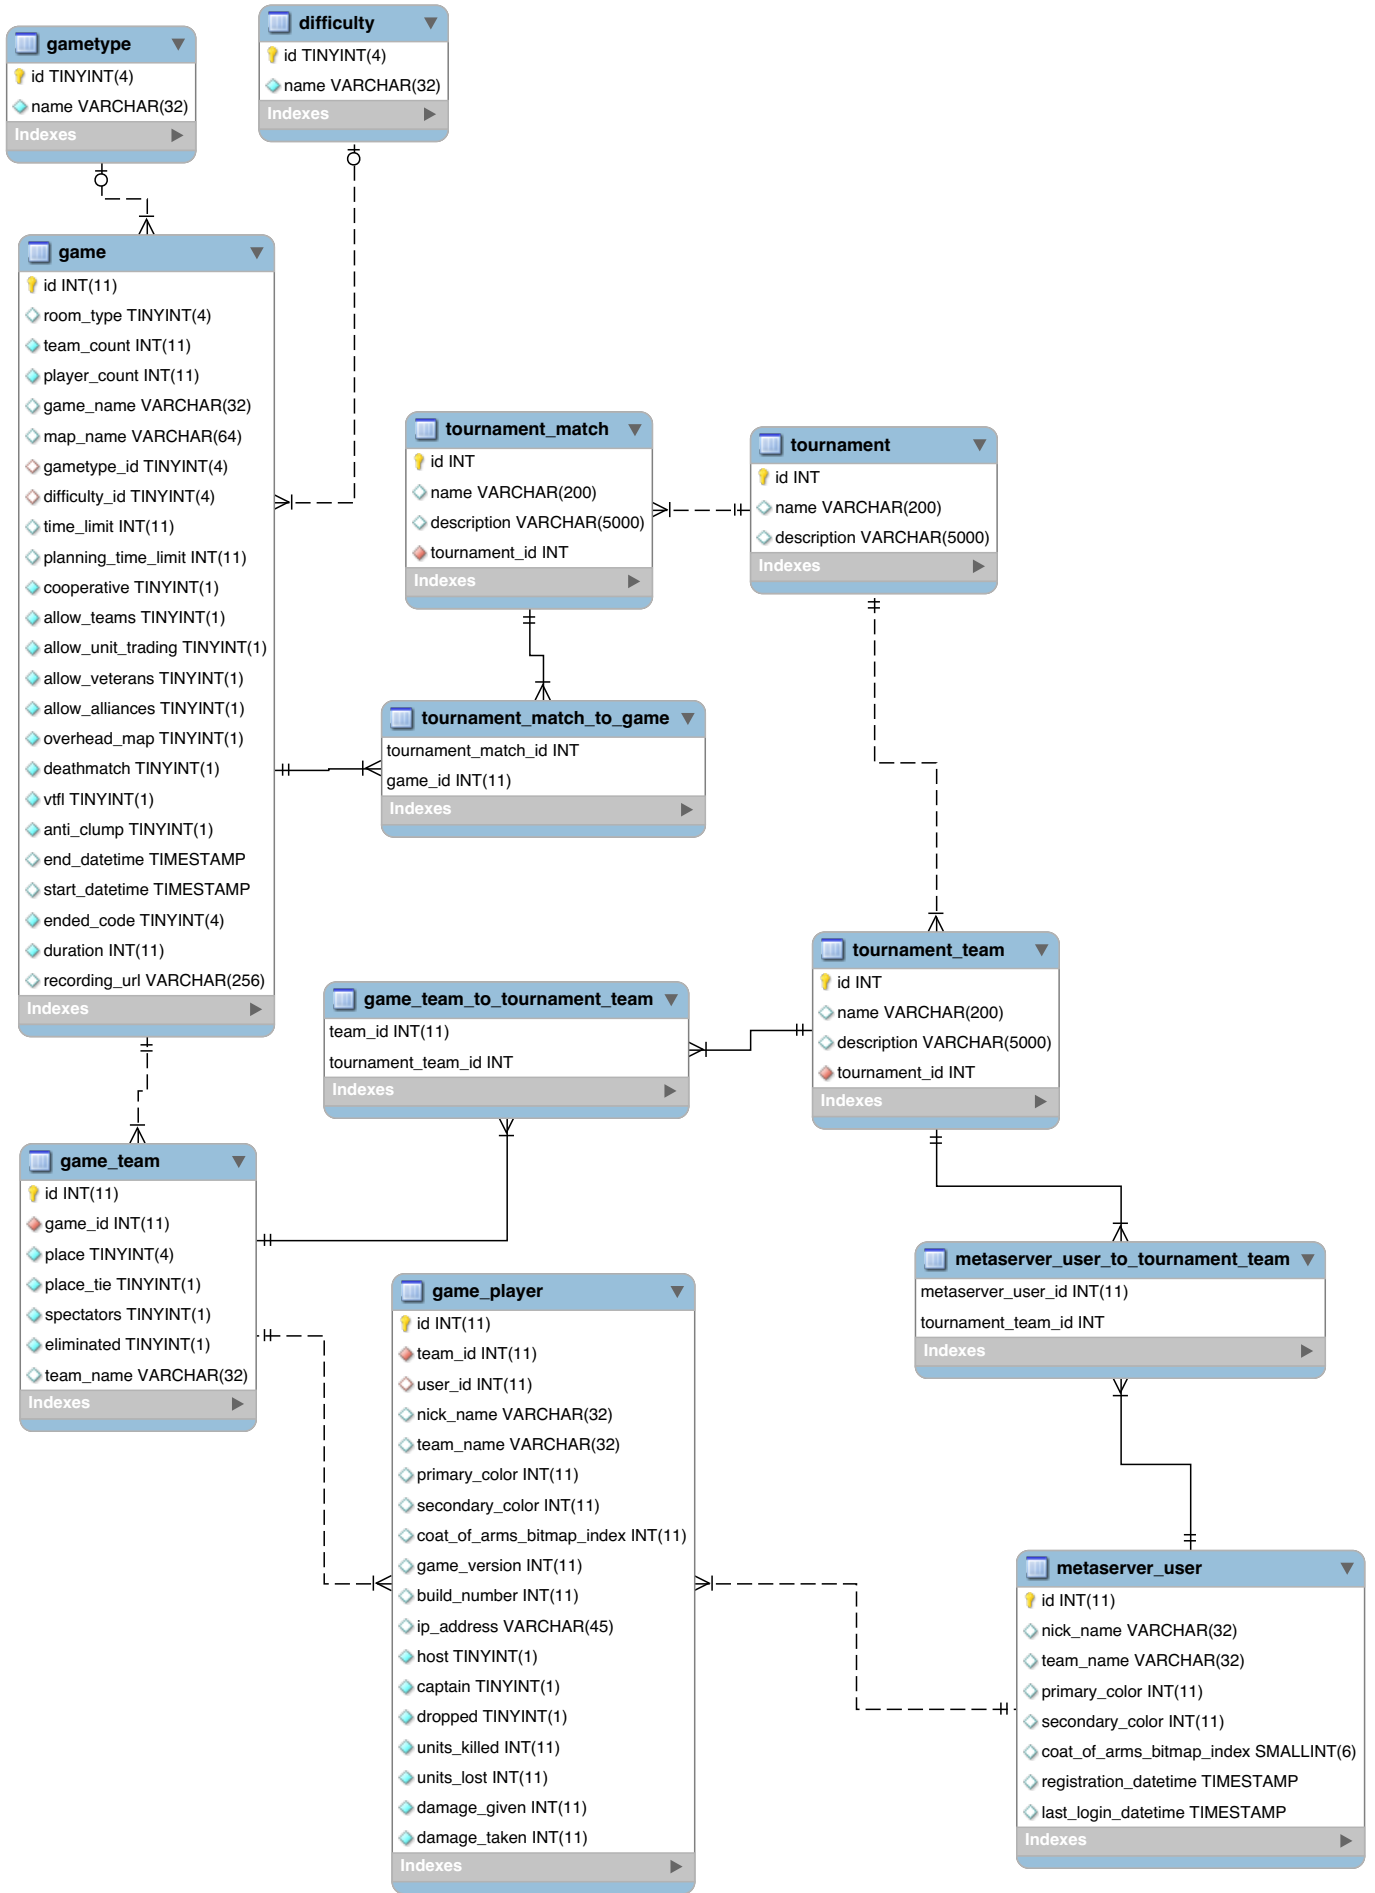 gametype
id TINYINT(4)
name VARCHAR(32)
Indexes
difficulty
id TINYINT(4)
name VARCHAR(32)
Indexes
game
id INT(11)
room_type TINYINT(4)
team_count INT(11)
player_count INT(11)
game_name VARCHAR(32)
map_name VARCHAR(64)
gametype_id TINYINT(4)
difficulty_id TINYINT(4)
time_limit INT(11)
planning_time_limit INT(11)
cooperative TINYINT(1)
allow_teams TINYINT(1)
allow_unit_trading TINYINT(1)
allow_veterans TINYINT(1)
allow_alliances TINYINT(1)
overhead_map TINYINT(1)
deathmatch TINYINT(1)
vtfl TINYINT(1)
anti_clump TINYINT(1)
end_datetime TIMESTAMP
start_datetime TIMESTAMP
ended_code TINYINT(4)
duration INT(11)
recording_url VARCHAR(256)
Indexes
tournament_match
id INT
name VARCHAR(200)
description VARCHAR(5000)
tournament_id INT
Indexes
tournament
id INT
name VARCHAR(200)
description VARCHAR(5000)
Indexes
tournament_match_to_game
tournament_match_id INT
game_id INT(11)
Indexes
tournament_team
id INT
name VARCHAR(200)
description VARCHAR(5000)
tournament_id INT
Indexes
game_team_to_tournament_team
team_id INT(11)
tournament_team_id INT
Indexes
game_team
id INT(11)
game_id INT(11)
place TINYINT(4)
place_tie TINYINT(1)
spectators TINYINT(1)
eliminated TINYINT(1)
team_name VARCHAR(32)
Indexes
game_player
id INT(11)
team_id INT(11)
user_id INT(11)
nick_name VARCHAR(32)
team_name VARCHAR(32)
primary_color INT(11)
secondary_color INT(11)
coat_of_arms_bitmap_index INT(11)
game_version INT(11)
build_number INT(11)
ip_address VARCHAR(45)
host TINYINT(1)
captain TINYINT(1)
dropped TINYINT(1)
units_killed INT(11)
units_lost INT(11)
damage_given INT(11)
damage_taken INT(11)
Indexes
metaserver_user_to_tournament_team
metaserver_user_id INT(11)
tournament_team_id INT
Indexes
metaserver_user
id INT(11)
nick_name VARCHAR(32)
team_name VARCHAR(32)
primary_color INT(11)
secondary_color INT(11)
coat_of_arms_bitmap_index SMALLINT(6)
registration_datetime TIMESTAMP
last_login_datetime TIMESTAMP
Indexes